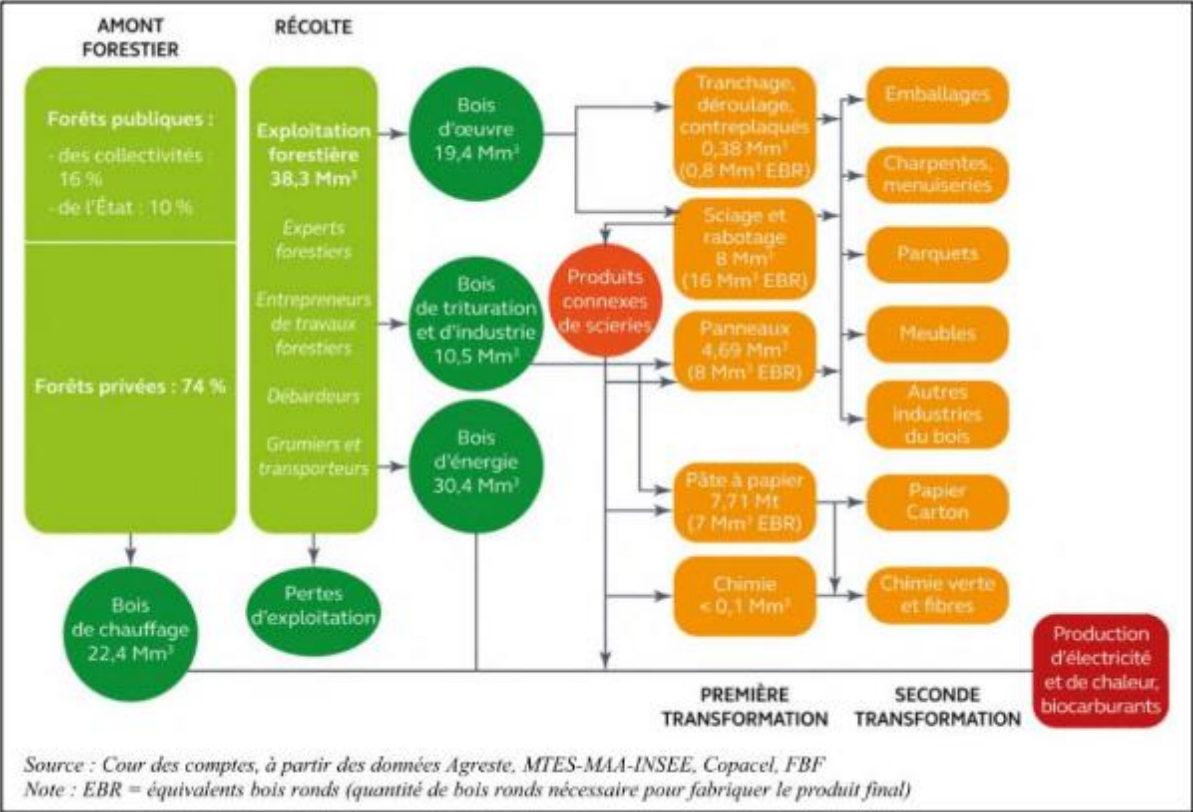 AMONT
FORESTIER
RÉCOLTE
Forêts publiques :
- des collectivités :
16 %
- de l'État : 10 %
Forêts privées : 74 %
Exploitation
forestière
38,3 Mm³
Experts
forestiers
Entrepreneurs
de travaux
forestiers
Débardeurs
Grumiers et
transporteurs
Bois
d'œuvre
19,4 Mm³
Bois
de trituration
et d'industrie
10,5 Mm³
Bois
d'énergie
30,4 Mm³
Bois
de chauffage
22,4 Mm³
Pertes
d'exploitation
Produits
connexes
de scieries
Tranchage,
déroulage,
contreplaqués
0,38 Mm³
(0,8 Mm³ EBR)
Sciage et
rabotage
8 Mm³
(16 Mm³ EBR)
Panneaux
4,69 Mm³
(8 Mm³ EBR)
Pâte à papier
7,71 Mt
(7 Mm³ EBR)
Chimie
< 0,1 Mm³
Emballages
Charpentes,
menuiseries
Parquets
Meubles
Autres
industries
du bois
Papier
Carton
Chimie verte
et fibres
Production
d'électricité
et de chaleur,
biocarburants
PREMIÈRE
TRANSFORMATION
SECONDE
TRANSFORMATION
Source : Cour des comptes, à partir des données Agreste, MTES-MAA-INSEE, Copacel, FBF
Note : EBR = équivalents bois ronds (quantité de bois ronds nécessaire pour fabriquer le produit final)